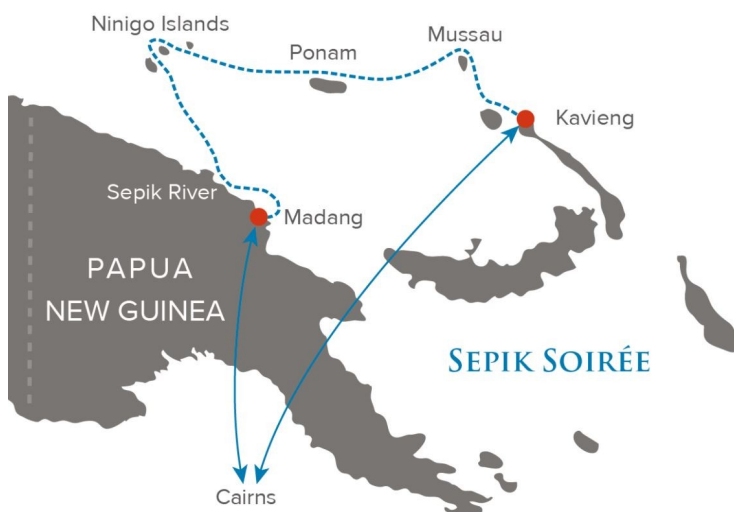 Ninigo Islands
Ponam
Mussau
Kavieng
Sepik River
Madang
PAPUA
NEW GUINEA
SEPIK SOIRÉE
Cairns